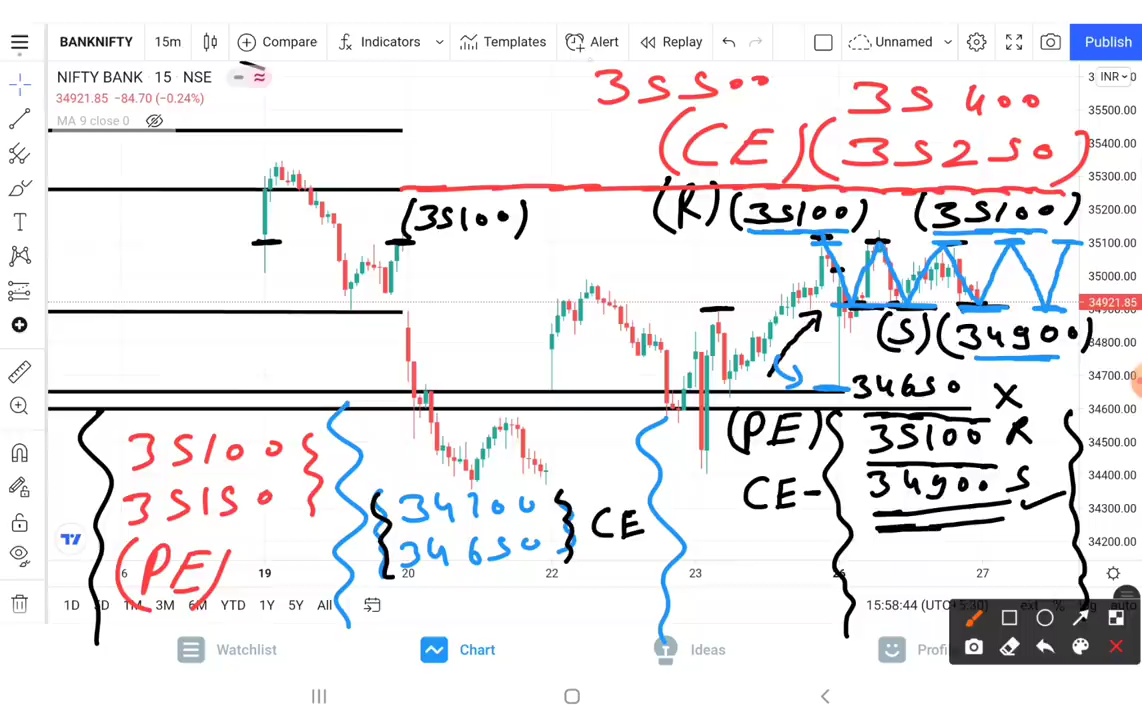 BANKNIFTY 15m Compare Indicators Templates Alert Replay Unnamed Publish
NIFTY BANK 15 NSE
34921.85 −84.70 (−0.24%)
MA 9 close 0
INR 0
35500.00
35400.00
35300.00
35200.00
35100.00
35000.00
34921.85
34800.00
34700.00
34600.00
34500.00
34400.00
34300.00
34200.00
35500
35400
(CE) (35250)
(35100)
(R) (35100) (35100)
(S) (34900)
34650 X
(PE) 35100 R
CE- 34900 S
35100
35150
(PE)
34700
34650
CE
6 19 20 22 23 26 27
1D 5D 1M 3M 6M YTD 1Y 5Y All
15:58:44 (UTC+5:30) ext % log auto
Watchlist Chart Ideas